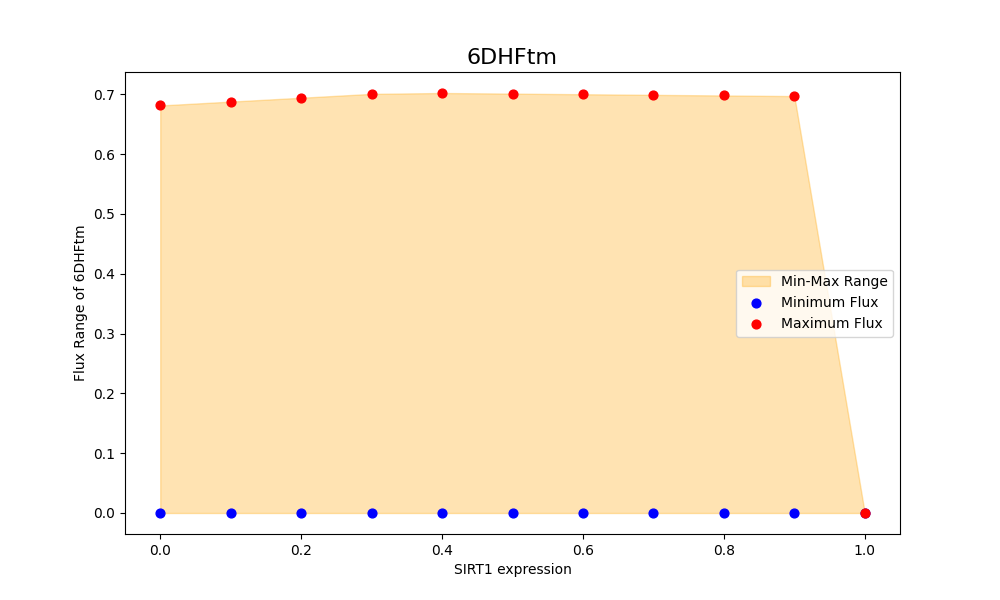 6DHFtm
Flux Range of 6DHFtm
0.7
0.6
0.5
0.4
0.3
0.2
0.1
0.0
Min-Max Range
Minimum Flux
Maximum Flux
0.0 0.2 0.4 0.6 0.8 1.0
SIRT1 expression